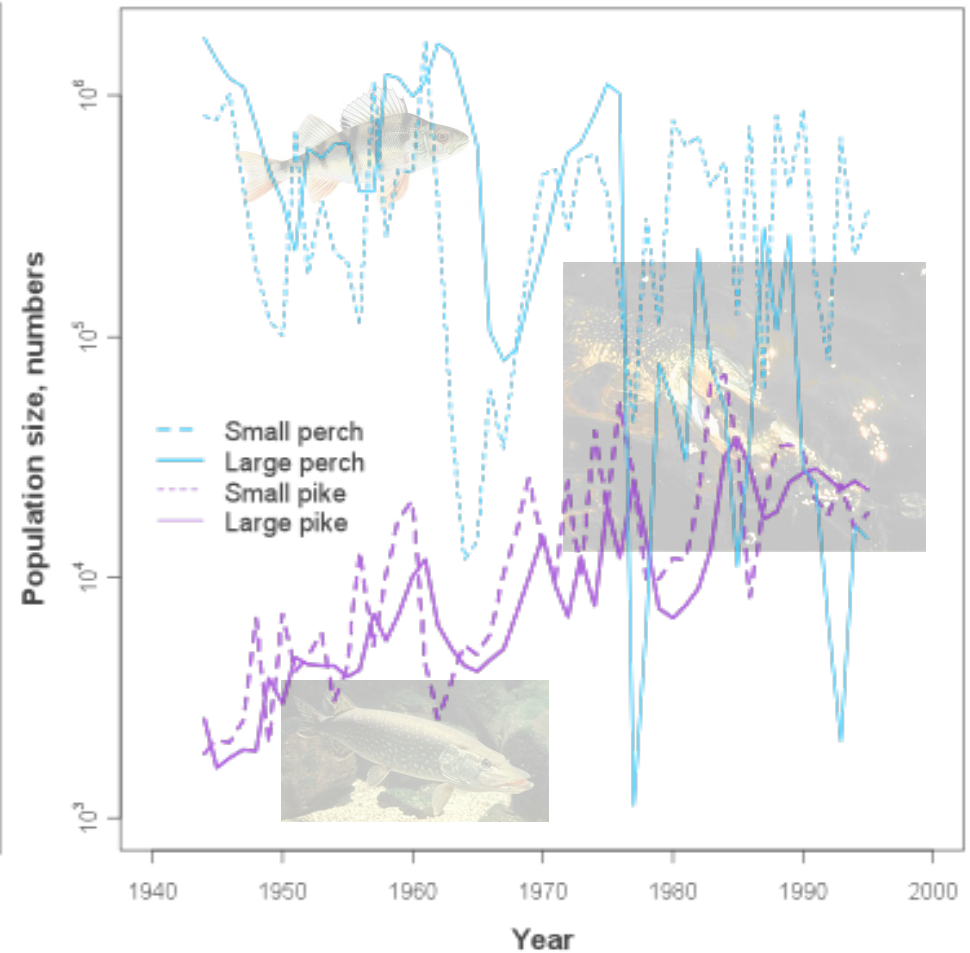 Population size, numbers
10⁶
10⁵
10⁴
10³
Small perch
Large perch
Small pike
Large pike
1940 1950 1960 1970 1980 1990 2000
Year